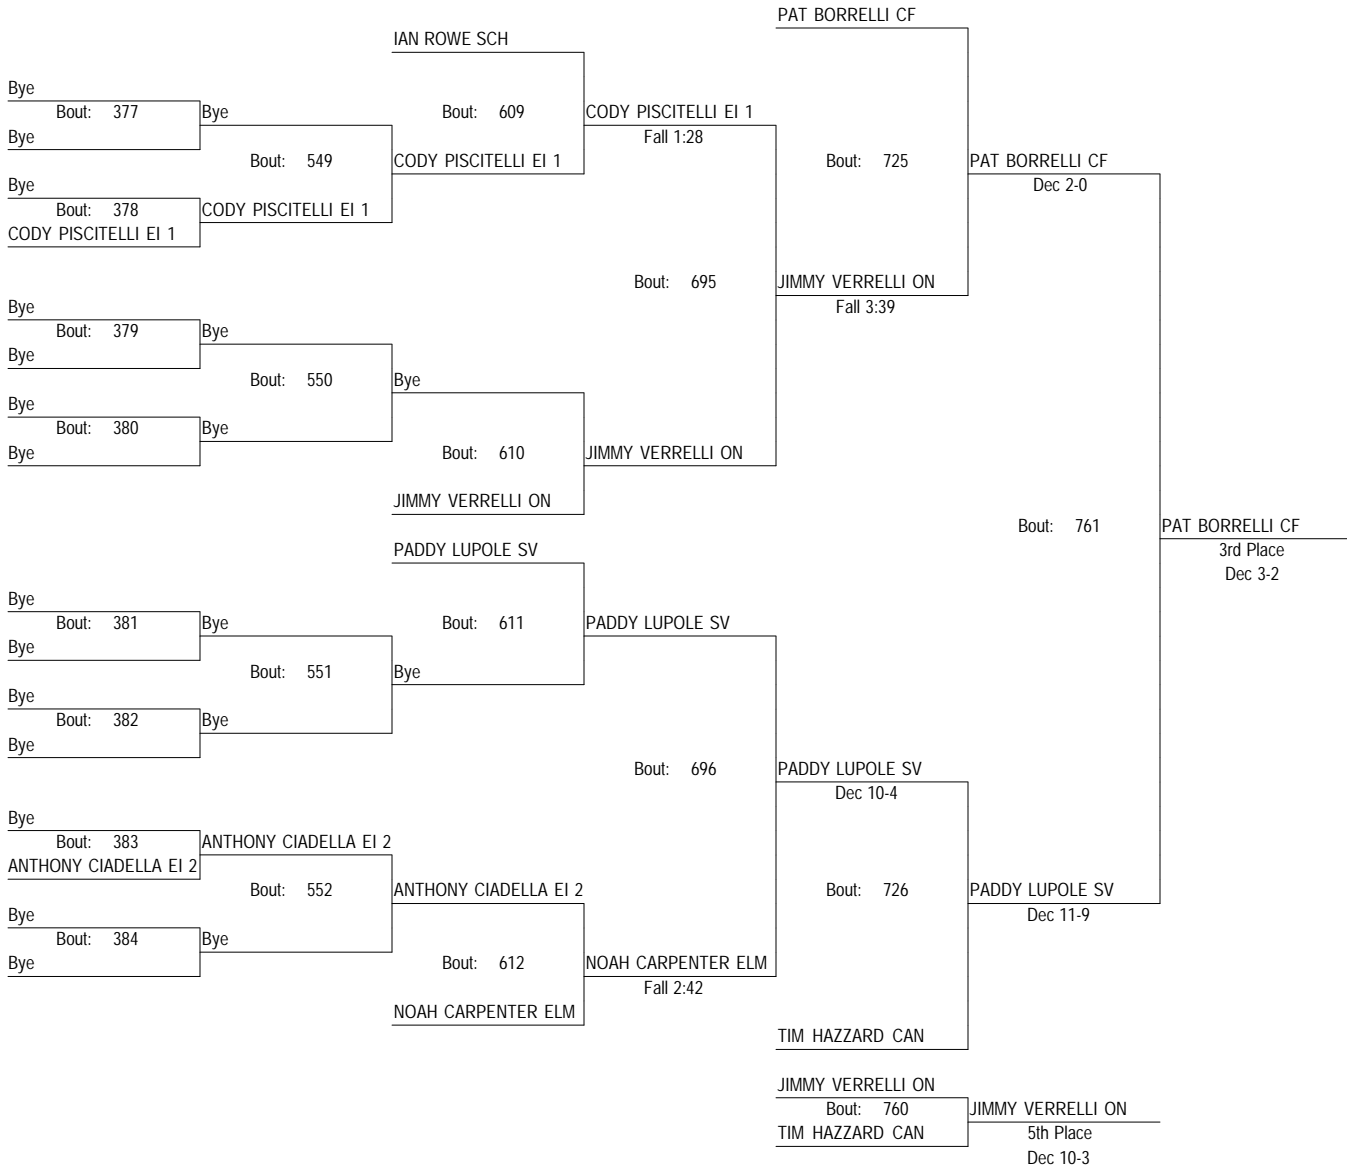 PAT BORRELLI CF
IAN ROWE SCH
Bye
Bout: 377
Bye
Bye
Bout: 609
CODY PISCITELLI EI 1
Fall 1:28
Bout: 549
CODY PISCITELLI EI 1
Bout: 725
PAT BORRELLI CF
Dec 2-0
Bye
Bout: 378
CODY PISCITELLI EI 1
CODY PISCITELLI EI 1
Bout: 695
JIMMY VERRELLI ON
Fall 3:39
Bye
Bout: 379
Bye
Bye
Bout: 550
Bye
Bye
Bout: 380
Bye
Bye
Bout: 610
JIMMY VERRELLI ON
JIMMY VERRELLI ON
Bout: 761
PAT BORRELLI CF
3rd Place
Dec 3-2
PADDY LUPOLE SV
Bye
Bout: 381
Bye
Bye
Bout: 611
PADDY LUPOLE SV
Bout: 551
Bye
Bye
Bout: 382
Bye
Bye
Bout: 696
PADDY LUPOLE SV
Dec 10-4
Bye
Bout: 383
ANTHONY CIADELLA EI 2
ANTHONY CIADELLA EI 2
Bout: 552
ANTHONY CIADELLA EI 2
Bout: 726
PADDY LUPOLE SV
Dec 11-9
Bye
Bout: 384
Bye
Bye
Bout: 612
NOAH CARPENTER ELM
Fall 2:42
NOAH CARPENTER ELM
TIM HAZZARD CAN
JIMMY VERRELLI ON
Bout: 760
JIMMY VERRELLI ON
TIM HAZZARD CAN
5th Place
Dec 10-3